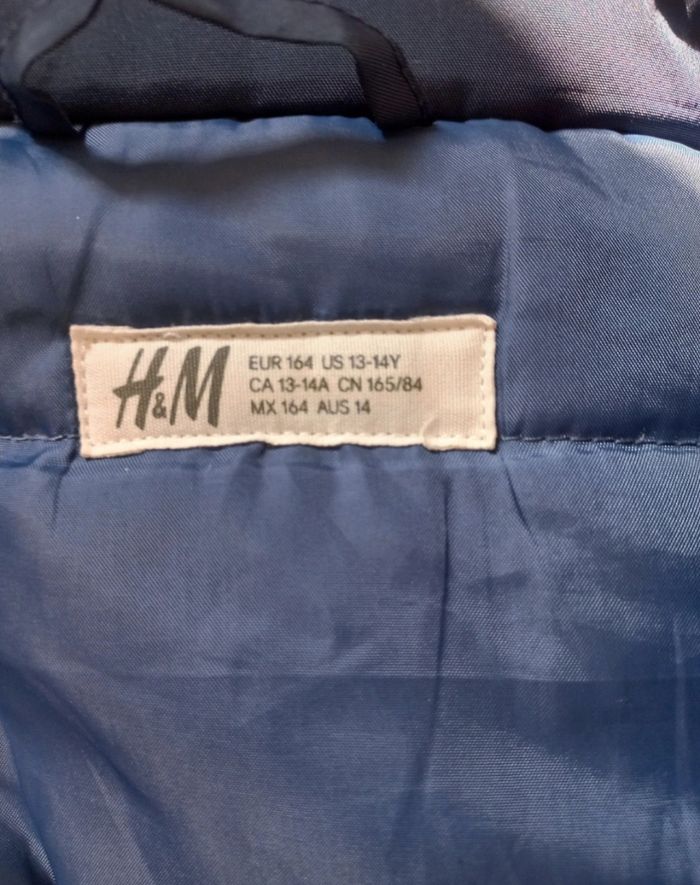 H&M
EUR 164 US 13-14Y
CA 13-14A CN 165/84
MX 164 AUS 14